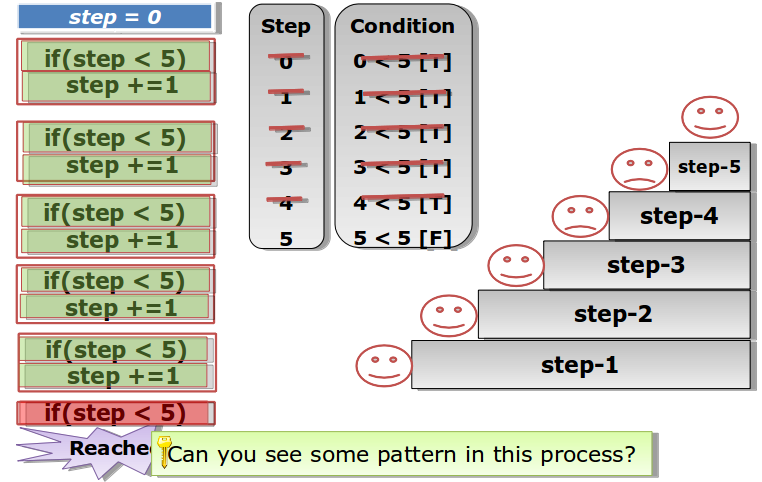 step = 0
if(step < 5)
step +=1
if(step < 5)
step +=1
if(step < 5)
step +=1
if(step < 5)
step +=1
if(step < 5)
step +=1
if(step < 5)
Reached
Can you see some pattern in this process?
Step Condition
0 0 < 5 [T]
1 1 < 5 [T]
2 2 < 5 [T]
3 3 < 5 [T]
4 4 < 5 [T]
5 5 < 5 [F]
step-5
step-4
step-3
step-2
step-1